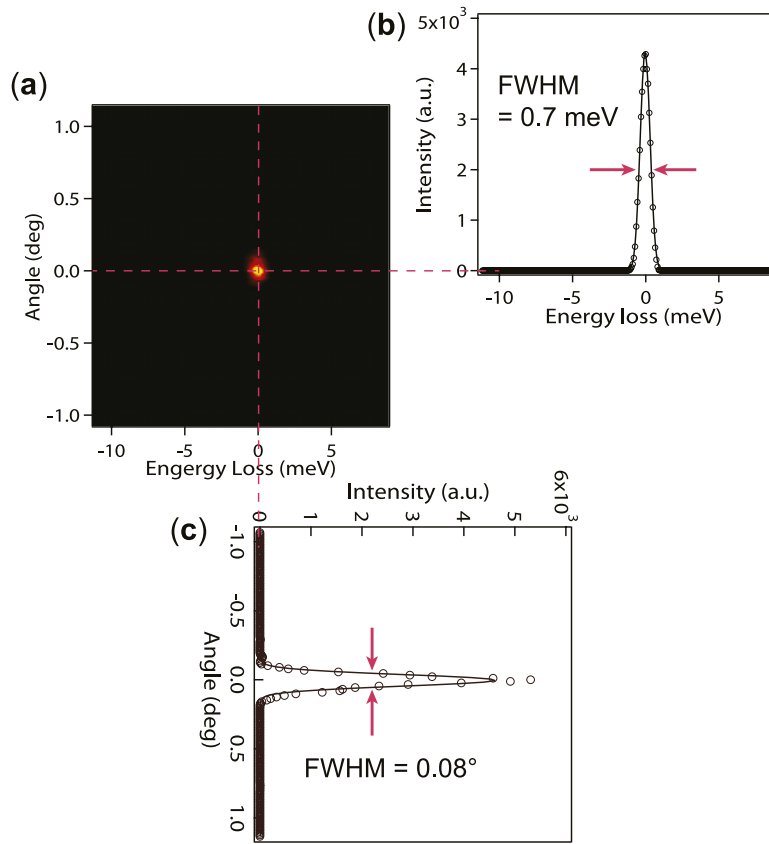 (a)
Angle (deg)
1.0
0.5
0.0
-0.5
-1.0
-10
-5
0
5
Engergy Loss (meV)
(b)
5x10³
4
3
2
1
0
Intensity (a.u.)
FWHM
= 0.7 meV
-10
-5
0
5
Energy loss (meV)
(c)
Intensity (a.u.)
0
1
2
3
4
5
6x10³
-1.0
-0.5
0.0
0.5
1.0
Angle (deg)
FWHM = 0.08°